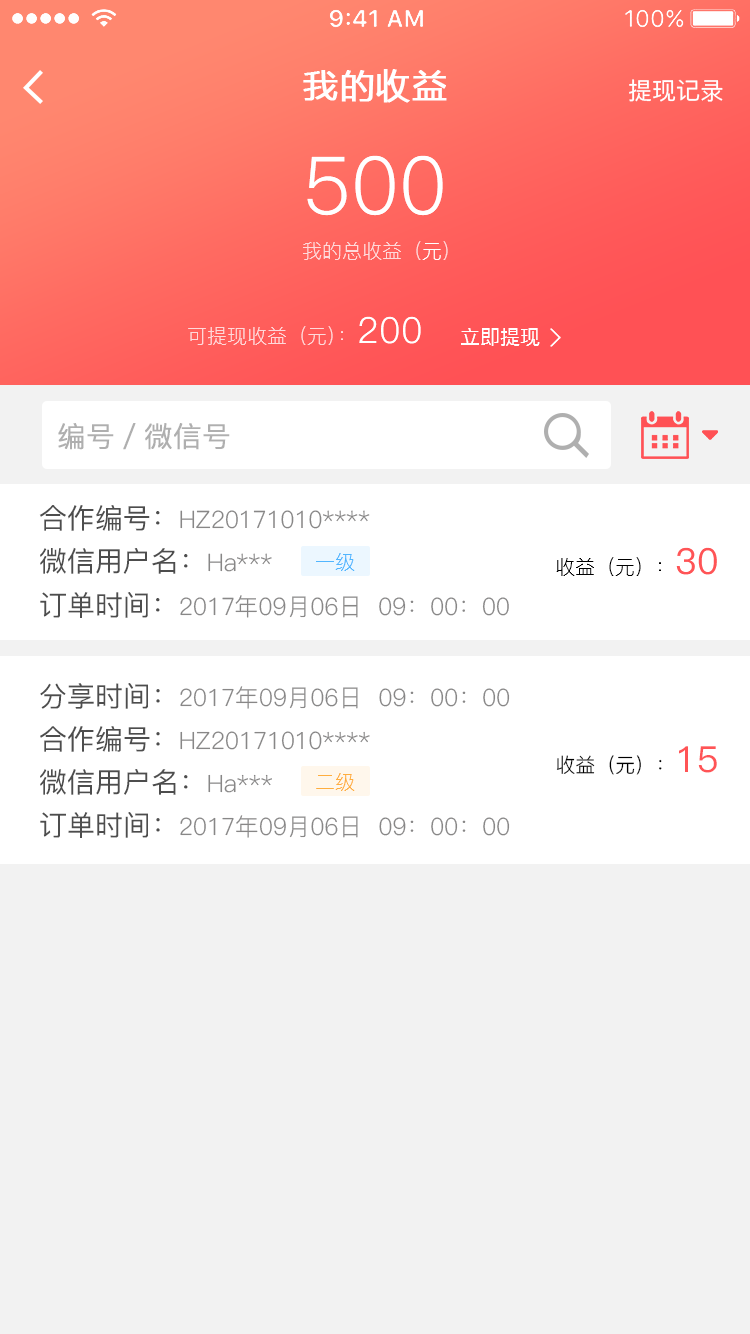 9:41 AM
100%
我的收益
提现记录
500
我的总收益（元）
可提现收益（元）：200 立即提现
编号 / 微信号
合作编号：HZ20171010****
微信用户名：Ha*** 一级
收益（元）：30
订单时间：2017年09月06日 09：00：00
分享时间：2017年09月06日 09：00：00
合作编号：HZ20171010****
收益（元）：15
微信用户名：Ha*** 二级
订单时间：2017年09月06日 09：00：00